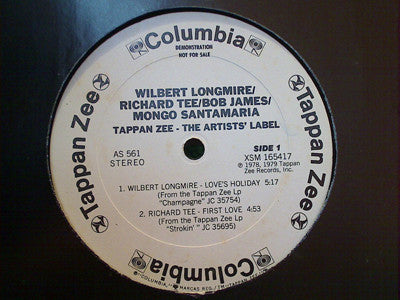 Columbia
DEMONSTRATION
NOT FOR SALE
WILBERT LONGMIRE/
RICHARD TEE/BOB JAMES/
MONGO SANTAMARIA
TAPPAN ZEE - THE ARTISTS' LABEL
AS 561
STEREO
SIDE 1
XSM 165417
℗ 1978, 1979 Tappan
Zee Records, Inc.
1. WILBERT LONGMIRE - LOVE'S HOLIDAY 5:17
(From the Tappan Zee Lp
"Champagne" JC 35754)
2. RICHARD TEE - FIRST LOVE 4:53
(From the Tappan Zee Lp
"Strokin'" JC 35695)
Tappan Zee
Tappan Zee
Columbia
MARCAS REG.